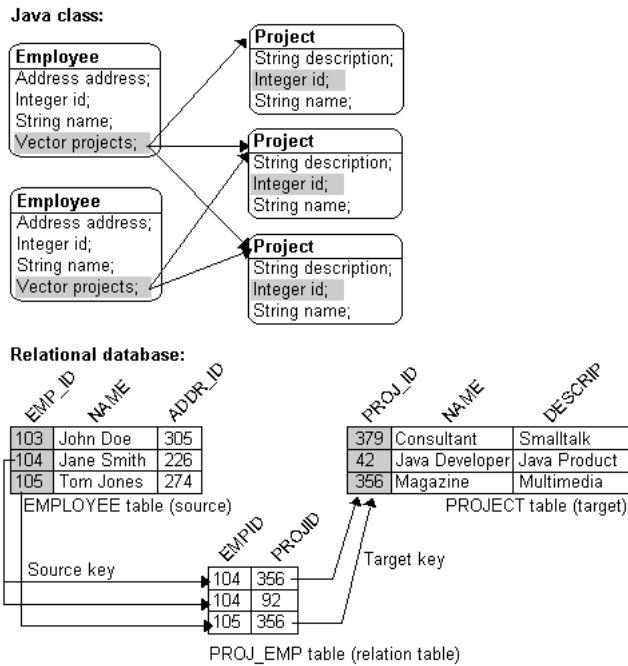 Java class:
Employee
Address address;
Integer id;
String name;
Vector projects;
Employee
Address address;
Integer id;
String name;
Vector projects;
Project
String description;
Integer id;
String name;
Project
String description;
Integer id;
String name;
Project
String description;
Integer id;
String name;
Relational database:
EMP_ID NAME ADDR_ID
103 John Doe 305
104 Jane Smith 226
105 Tom Jones 274
EMPLOYEE table (source)
PROJ_ID NAME DESCRIP
379 Consultant Smalltalk
42 Java Developer Java Product
356 Magazine Multimedia
PROJECT table (target)
Source key
Target key
EMPID PROJID
104 356
104 92
105 356
PROJ_EMP table (relation table)